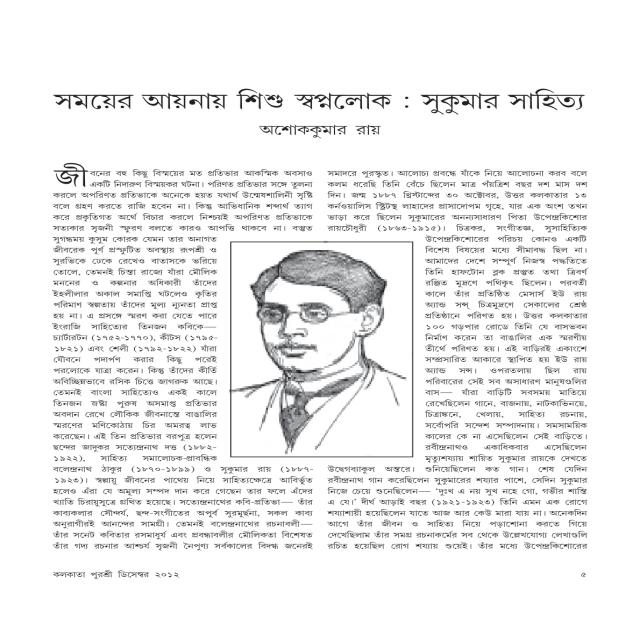 সময়ের আয়নায় শিশু স্বপ্নলোক : সুকুমার সাহিত্য
অশোককুমার রায়
জীবনের বহু কিছু বিস্ময়ের মত প্রতিভার আকস্মিক অবসাও
একটি নিদারুণ বিস্ময়কর ঘটনা। পরিণত প্রতিভার সঙ্গে তুলনা
করলে অপরিণত প্রতিভাকে অনেকে হয়ত যথার্থ উন্মেষশালিনী সৃষ্টি
বলে গ্রহণ করতে রাজি হবেন না। কিন্তু আভিধানিক শব্দার্থ ত্যাগ
করে প্রকৃতিগত অর্থে বিচার করলে নিশ্চয়ই অপরিণত প্রতিভাকে
সত্যকার সৃজনী স্ফুরণ বলতে কারও আপত্তি থাকবে না। বস্তুত
সুগন্ধময় কুসুম কোরক যেমন তার অনাগত
জীবনের পূর্ণ প্রস্ফুটিত অবস্থায় রূপশ্রী ও
সুরভিকে ঢেকে রেখেও বাতাসকে ভরিয়ে
তোলে, তেমনই চিন্তা রাজ্যে যাঁরা মৌলিক
মননের ও কল্পনার অধিকারী তাঁদের
ইহলীলার অকাল সমাপ্তি ঘটলেও কৃতির
পরিমাণ স্বল্পতায় তাঁদের মূল্য ন্যূনতা প্রাপ্ত
হয় না। এ প্রসঙ্গে স্মরণ করা যেতে পারে
ইংরাজি সাহিত্যের তিনজন কবিকে—
চ্যাটারটন (১৭৫২-১৭৭০), কীটস (১৭৯৫-
১৮২১) এবং শেলী (১৭৯২-১৮২২) যাঁরা
যৌবনে পদার্পণ করার কিছু পরেই
পরলোকে যাত্রা করেন। কিন্তু তাঁদের কীর্তি
অবিচ্ছিন্নভাবে রসিক চিত্তে জাগরুক আছে।
তেমনই বাংলা সাহিত্যেও একই কালে
তিনজন স্রষ্টা পুরুষ অসমাপ্ত প্রতিভার
অবদান রেখে লৌকিক জীবনান্তে বাঙালির
স্মরণের মণিকোঠায় চির অমরত্ব লাভ
করেছেন। এই তিন প্রতিভার বরপুত্র হলেন
ছন্দের জাদুকর সত্যেন্দ্রনাথ দত্ত (১৮৮২-
১৯২২), সাহিত্য সমালোচক-প্রাবন্ধিক
বলেন্দ্রনাথ ঠাকুর (১৮৭০-১৮৯৯) ও সুকুমার রায় (১৮৮৭-
১৯২৩)। স্বল্পায়ু জীবনের পাথেয় নিয়ে সাহিত্যক্ষেত্রে আবির্ভূত
হলেও এঁরা যে অমূল্য সম্পদ দান করে গেছেন তার ফলে এঁদের
খ্যাতি চিরায়ুসূত্রে গ্রথিত হয়েছে। সত্যেন্দ্রনাথের কবি-প্রতিভা— তাঁর
কাব্যকলার সৌন্দর্য, ছন্দ-সংগীতের অপূর্ব সুরমূর্ছনা, সকল কাব্য
অনুরাগীরই আনন্দের সামগ্রী। তেমনই বলেন্দ্রনাথের রচনাবলী—
তাঁর সনেট কবিতার রসমাধুর্য এবং প্রবন্ধাবলীর মৌলিকতা বিশেষত
তাঁর গদ্য রচনার আশ্চর্য সৃজনী নৈপুণ্য সর্বকালের বিদগ্ধ জনেরই
সমাদরে পুরস্কৃত। আলোচ্য প্রবন্ধে যাঁকে নিয়ে আলোচনা করব বলে
কলম ধরেছি তিনি বেঁচে ছিলেন মাত্র পঁয়ত্রিশ বছর দশ মাস দশ
দিন। জন্ম ১৮৮৭ খ্রিস্টাব্দের ৩০ অক্টোবর, উত্তর কলকাতার ১৩
কর্নওয়ালিস স্ট্রিটস্থ লাহাদের প্রাসাদোপম গৃহে, যার এক অংশ তখন
ভাড়া করে ছিলেন সুকুমারের অনন্যসাধারণ পিতা উপেন্দ্রকিশোর
রায়চৌধুরী (১৮৬৩-১৯১৫)। চিত্রকর, সংগীতজ্ঞ, সুসাহিত্যিক
উপেন্দ্রকিশোরের পরিচয় কোনও একটি
বিশেষ বিষয়ের মধ্যে সীমাবদ্ধ ছিল না।
আমাদের দেশে সম্পূর্ণ নিজস্ব পদ্ধতিতে
তিনি হাফটোন ব্লক প্রস্তুত তথা ত্রিবর্ণ
রঞ্জিত মুদ্রণে পথিকৃৎ ছিলেন। পরবর্তী
কালে তাঁর প্রতিষ্ঠিত মেসার্স ইউ রায়
অ্যান্ড সন্স্ চিত্রমুদ্রণে সেকালের শ্রেষ্ঠ
প্রতিষ্ঠানে পরিণত হয়। উত্তর কলকাতার
১০০ গড়পার রোডে তিনি যে বাসভবন
নির্মাণ করেন তা বাঙালির এক স্মরণীয়
তীর্থে পরিণত হয়। এই বাড়িরই একাংশে
সম্প্রসারিত আকারে স্থাপিত হয় ইউ রায়
অ্যান্ড সন্স। ওপরতলায় ছিল রায়
পরিবারের সেই সব অসাধারণ মানুষগুলির
বাস— যাঁরা বাড়িটি সবসময় মাতিয়ে
রেখেছিলেন গানে, বাজনায়, নাটকাভিনয়ে,
চিত্রাঙ্কনে, খেলায়, সাহিত্য রচনায়,
সর্বোপরি সন্দেশ সম্পাদনায়। সমসাময়িক
কালের কে না এসেছিলেন সেই বাড়িতে।
রবীন্দ্রনাথও একাধিকবার এসেছিলেন
মৃত্যুশয্যায় শায়িত সুকুমার রায়কে দেখতে
উদ্বেগব্যাকুল অন্তরে। শুনিয়েছিলেন কত গান। শেষ যেদিন
রবীন্দ্রনাথ গান করেছিলেন সুকুমারের শয্যার পাশে, সেদিন সুকুমার
নিজে চেয়ে শুনেছিলেন— 'দুঃখ এ নয় সুখ নহে গো, গভীর শান্তি
এ যে।' দীর্ঘ আড়াই বছর (১৯২১-১৯২৩) তিনি এমন এক রোগে
শয্যাশায়ী হয়েছিলেন যাতে আজ আর কেউ মারা যায় না। অনেকদিন
আগে তাঁর জীবন ও সাহিত্য নিয়ে পড়াশোনা করতে গিয়ে
দেখেছিলাম তাঁর সমগ্র রচনাকর্মের সব থেকে উল্লেখযোগ্য লেখাগুলি
রচিত হয়েছিল রোগ শয্যায় শুয়েই। তাঁর মধ্যে উপেন্দ্রকিশোরের
কলকাতা পুরশ্রী ডিসেম্বর ২০১২
৫